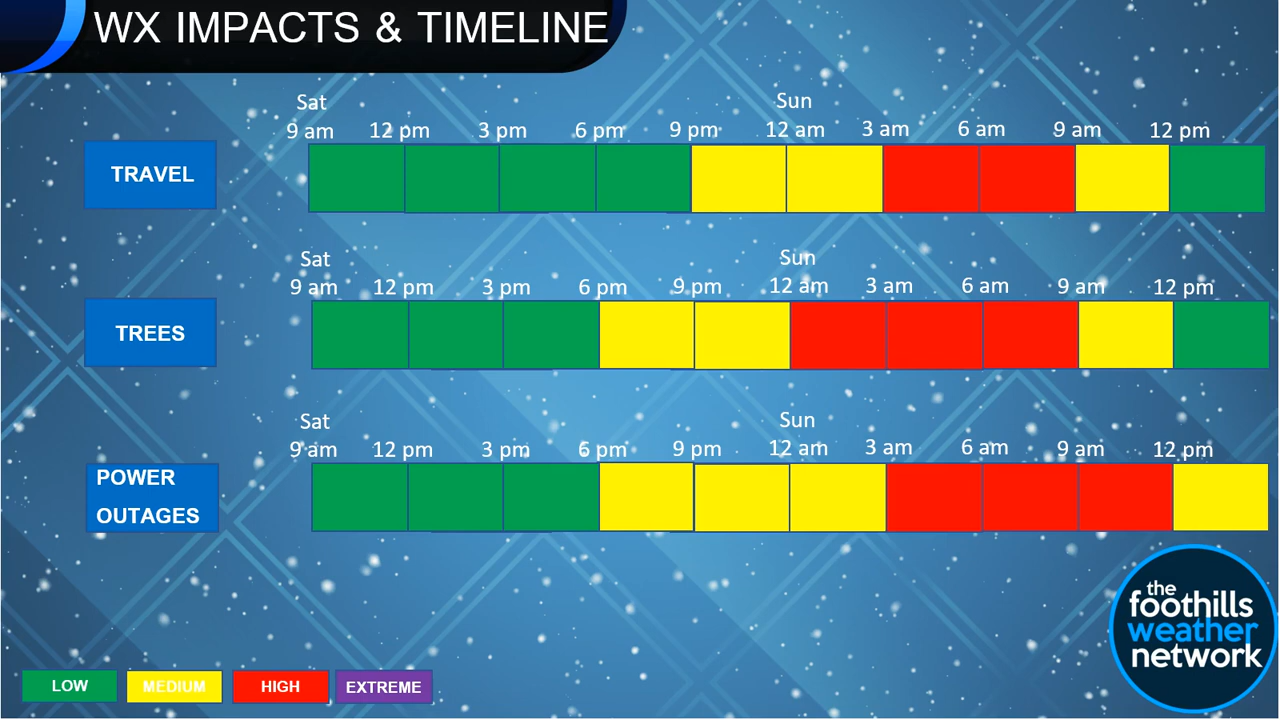 WX IMPACTS & TIMELINE
Sat Sun
9 am 12 pm 3 pm 6 pm 9 pm 12 am 3 am 6 am 9 am 12 pm
TRAVEL
Sat Sun
9 am 12 pm 3 pm 6 pm 9 pm 12 am 3 am 6 am 9 am 12 pm
TREES
Sat Sun
9 am 12 pm 3 pm 6 pm 9 pm 12 am 3 am 6 am 9 am 12 pm
POWER
OUTAGES
the
foothills
weather
network
LOW MEDIUM HIGH EXTREME